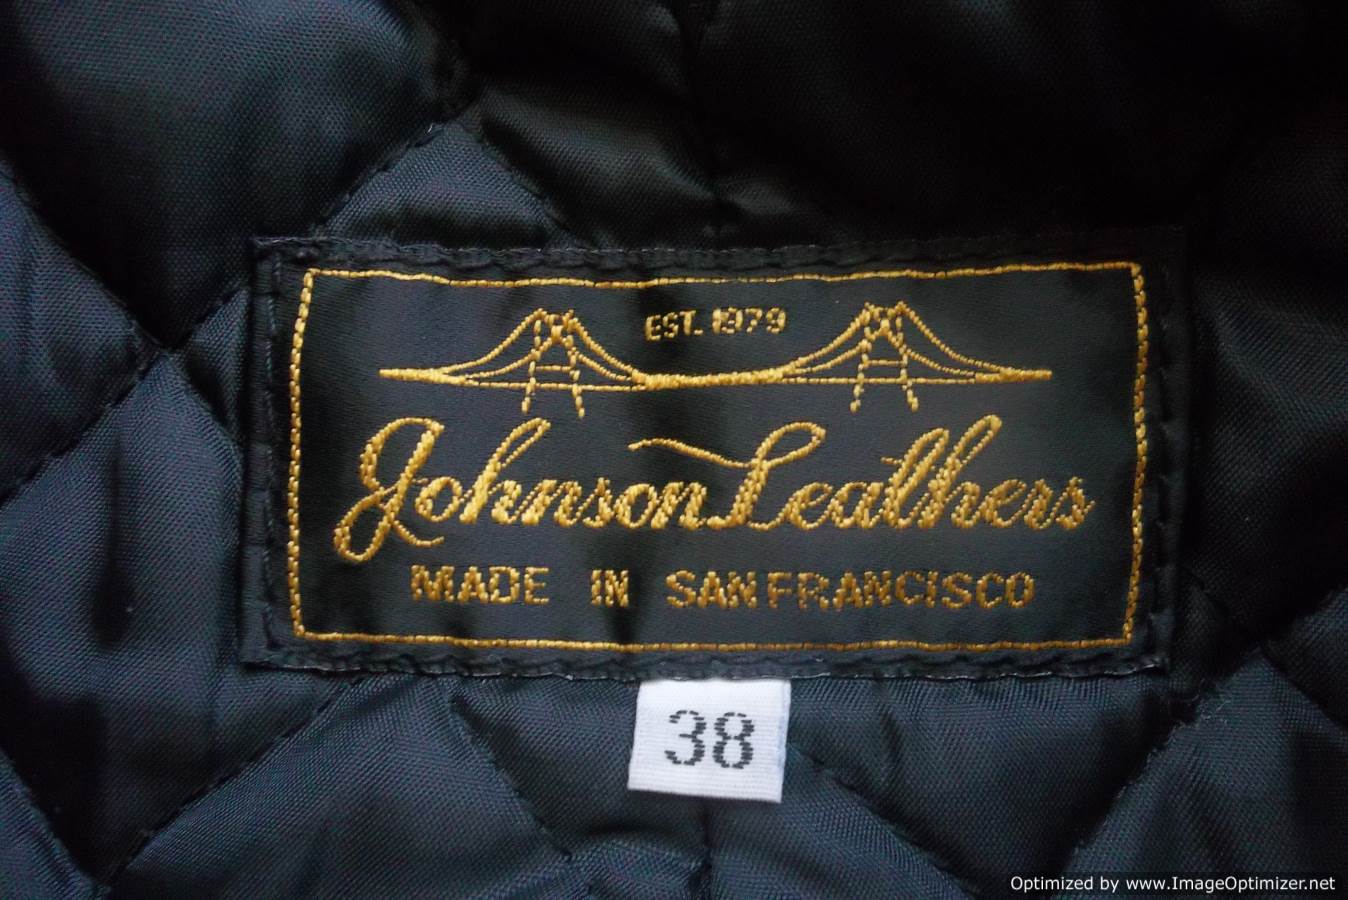 EST. 1979
Johnson Leathers
MADE IN SAN FRANCISCO
38
Optimized by www.ImageOptimizer.net